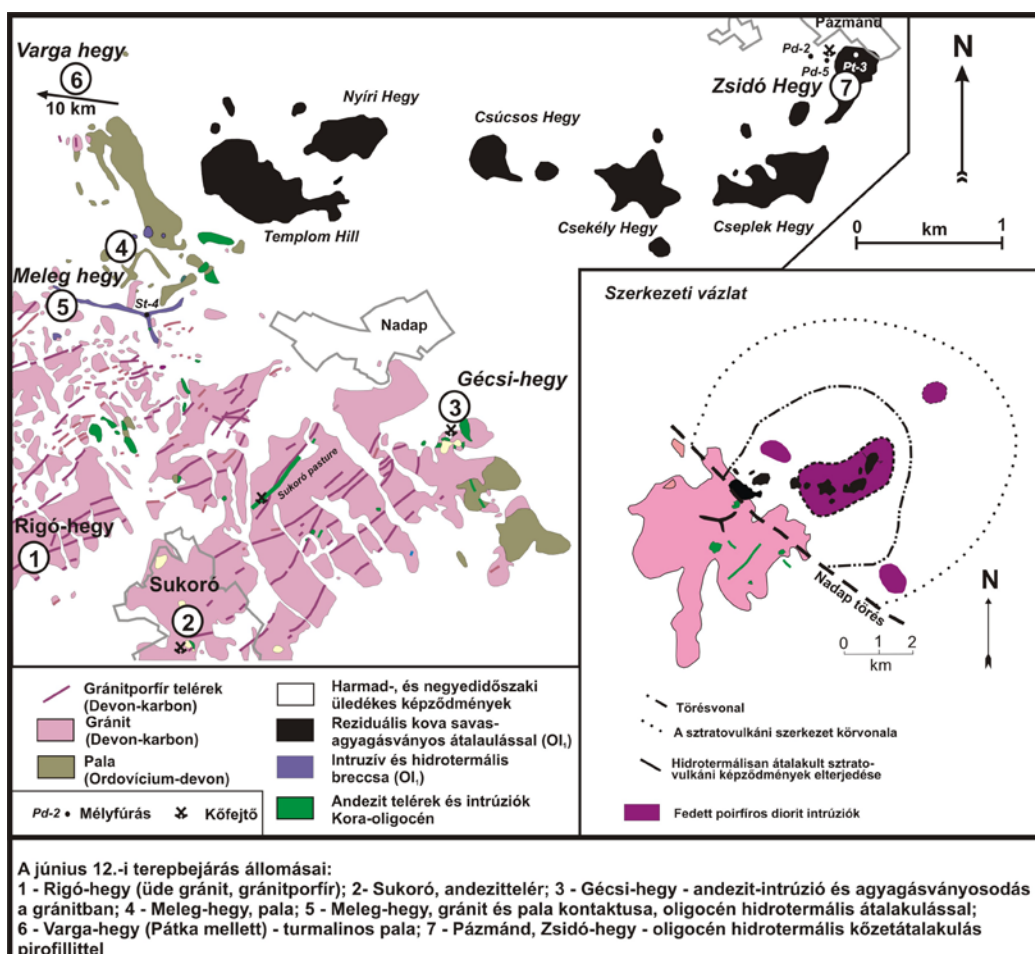 Varga hegy
6
10 km
Nyíri Hegy
Csúcsos Hegy
Pázmánd
Pd-2
Pd-5
Pt-3
Zsidó Hegy
7
N
Templom Hill
Csekély Hegy
Cseplek Hegy
km
0 1
4
Meleg hegy
5
St-4
Nadap
Gécsi-hegy
3
Sukoró pasture
Rigó-hegy
1
Sukoró
2
Szerkezeti vázlat
Nadap törés
N
0 1 2
km
Törésvonal
A sztratovulkáni szerkezet körvonala
Hidrotermálisan átalakult sztrato-
vulkáni képződmények elterjedése
Fedett poirfiros diorit intrúziók
Gránitporfír telérek
(Devon-karbon)
Gránit
(Devon-karbon)
Pala
(Ordovícium-devon)
Pd-2 Mélyfúrás
Kőfejtő
Harmad-, és negyedidőszaki
üledékes képződmények
Reziduális kova savas-
agyagásványos átalaulással (Ol₁)
Intruzív és hidrotermális
breccsa (Ol₁)
Andezit telérek és intrúziók
Kora-oligocén
A június 12.-i terepbejárás állomásai:
1 - Rigó-hegy (üde gránit, gránitporfír); 2- Sukoró, andezittelér; 3 - Gécsi-hegy - andezit-intrúzió és agyagásványosodás
a gránitban; 4 - Meleg-hegy, pala; 5 - Meleg-hegy, gránit és pala kontaktusa, oligocén hidrotermális átalakulással;
6 - Varga-hegy (Pátka mellett) - turmalinos pala; 7 - Pázmánd, Zsidó-hegy - oligocén hidrotermális kőzetátalakulás
pirofillittel